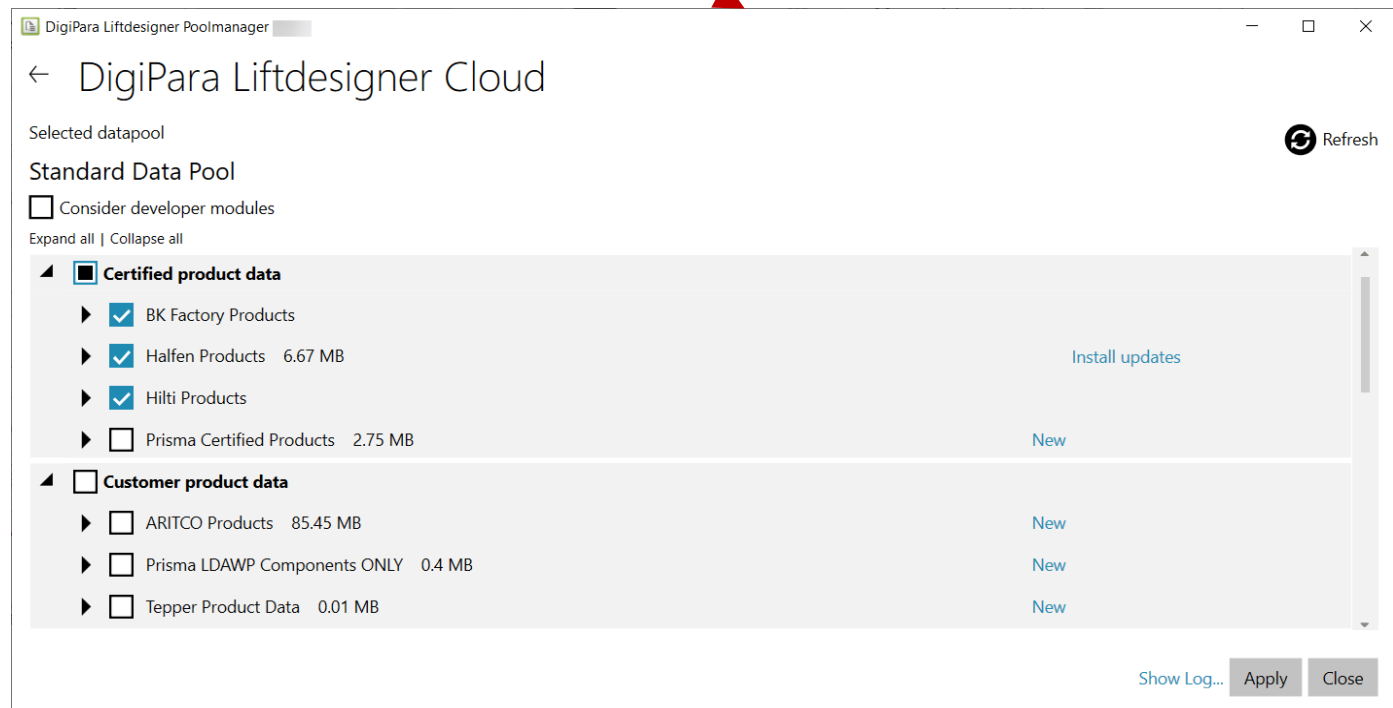 DigiPara Liftdesigner Poolmanager
DigiPara Liftdesigner Cloud
Selected datapool
Refresh
Standard Data Pool
Consider developer modules
Expand all | Collapse all
Certified product data
BK Factory Products
Halfen Products 6.67 MB Install updates
Hilti Products
Prisma Certified Products 2.75 MB New
Customer product data
ARITCO Products 85.45 MB New
Prisma LDAWP Components ONLY 0.4 MB New
Tepper Product Data 0.01 MB New
Show Log... Apply Close